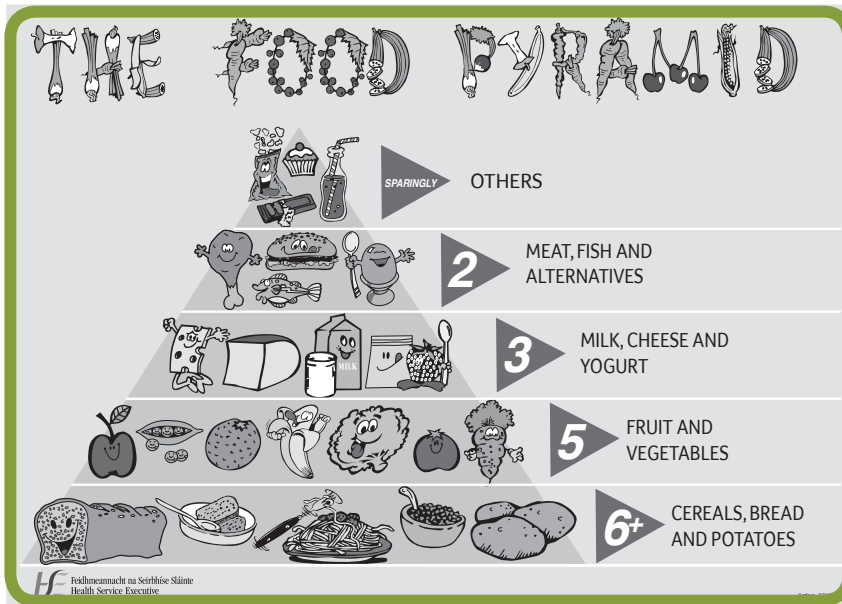 THE FOOD PYRAMID
SPARINGLY
OTHERS
2
MEAT, FISH AND
ALTERNATIVES
3
MILK, CHEESE AND
YOGURT
MILK
5
FRUIT AND
VEGETABLES
6+
CEREALS, BREAD
AND POTATOES
Feidhmeannacht na Seirbhíse Sláinte
Health Service Executive